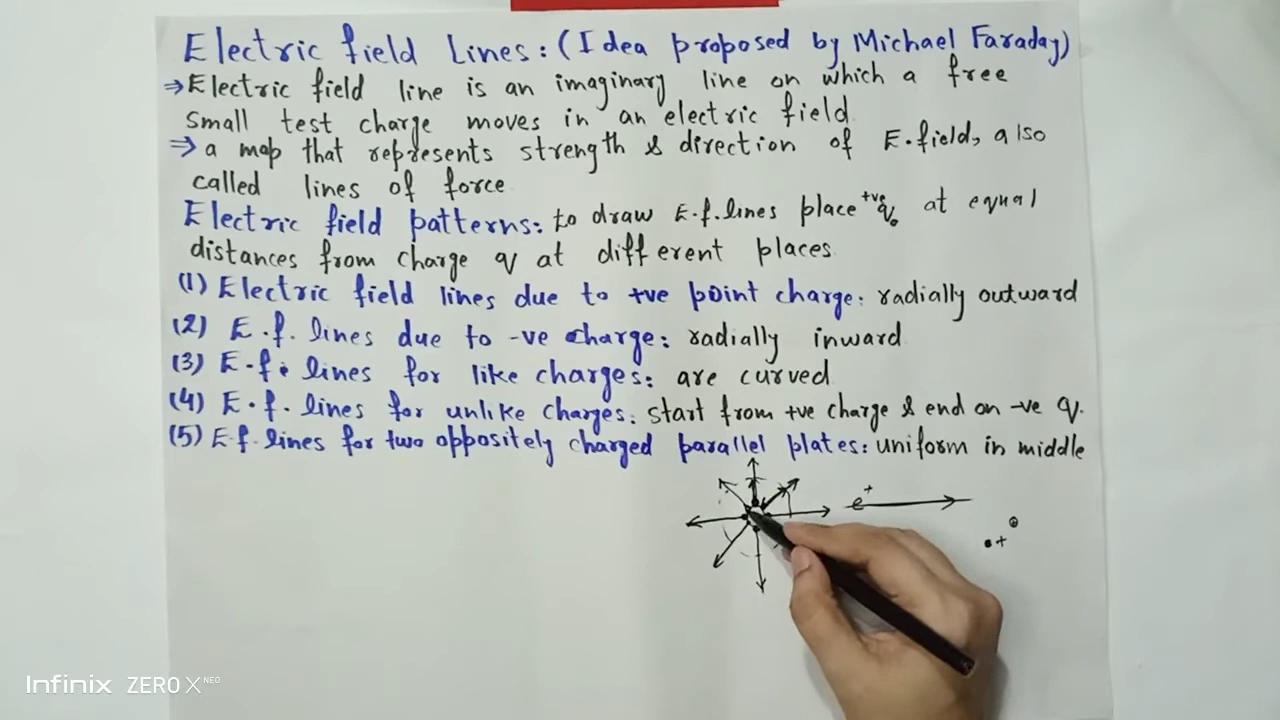 Electric field Lines: (Idea proposed by Michael Faraday)
⇒ Electric field line is an imaginary line on which a free
small test charge moves in an electric field.
⇒ a map that represents strength & direction of E.field, also
called lines of force
Electric field patterns: to draw E.f.lines place +ve q₀ at equal
distances from charge q at different places.
(1) Electric field lines due to +ve point charge: radially outward
(2) E.f. lines due to -ve charge: radially inward
(3) E.f. lines for like charges: are curved
(4) E.f. lines for unlike charges: start from +ve charge & end on -ve q.
(5) E.f. lines for two oppositely charged parallel plates: uniform in middle
e+
+
Infinix ZERO X NEO